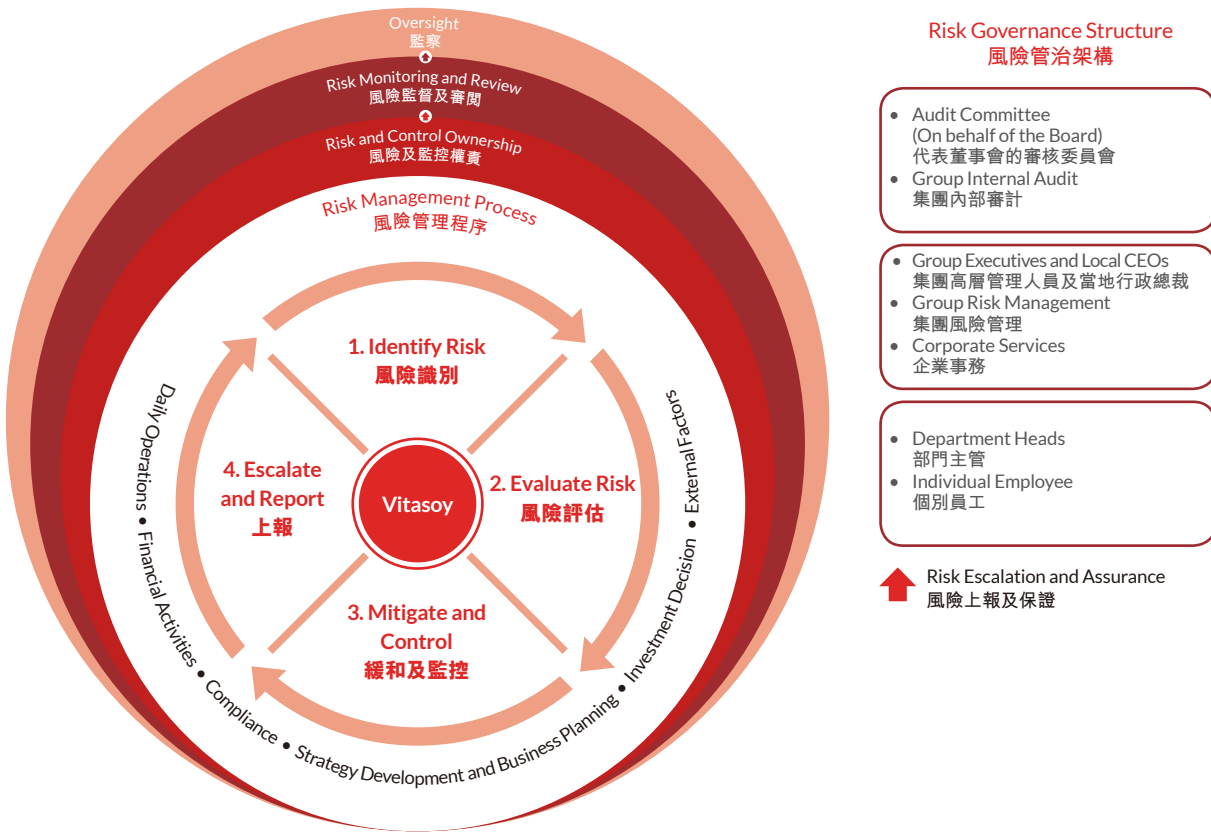 Oversight
監察
Risk Monitoring and Review
風險監督及審閱
Risk and Control Ownership
風險及監控權責
Risk Management Process
風險管理程序
1. Identify Risk
風險識別
2. Evaluate Risk
風險評估
3. Mitigate and
Control
緩和及監控
4. Escalate
and Report
上報
Vitasoy
Daily Operations • Financial Activities • Compliance • Strategy Development and Business Planning • Investment Decision • External Factors
Risk Governance Structure
風險管治架構
• Audit Committee
(On behalf of the Board)
代表董事會的審核委員會
• Group Internal Audit
集團內部審計
• Group Executives and Local CEOs
集團高層管理人員及當地行政總裁
• Group Risk Management
集團風險管理
• Corporate Services
企業事務
• Department Heads
部門主管
• Individual Employee
個別員工
Risk Escalation and Assurance
風險上報及保證